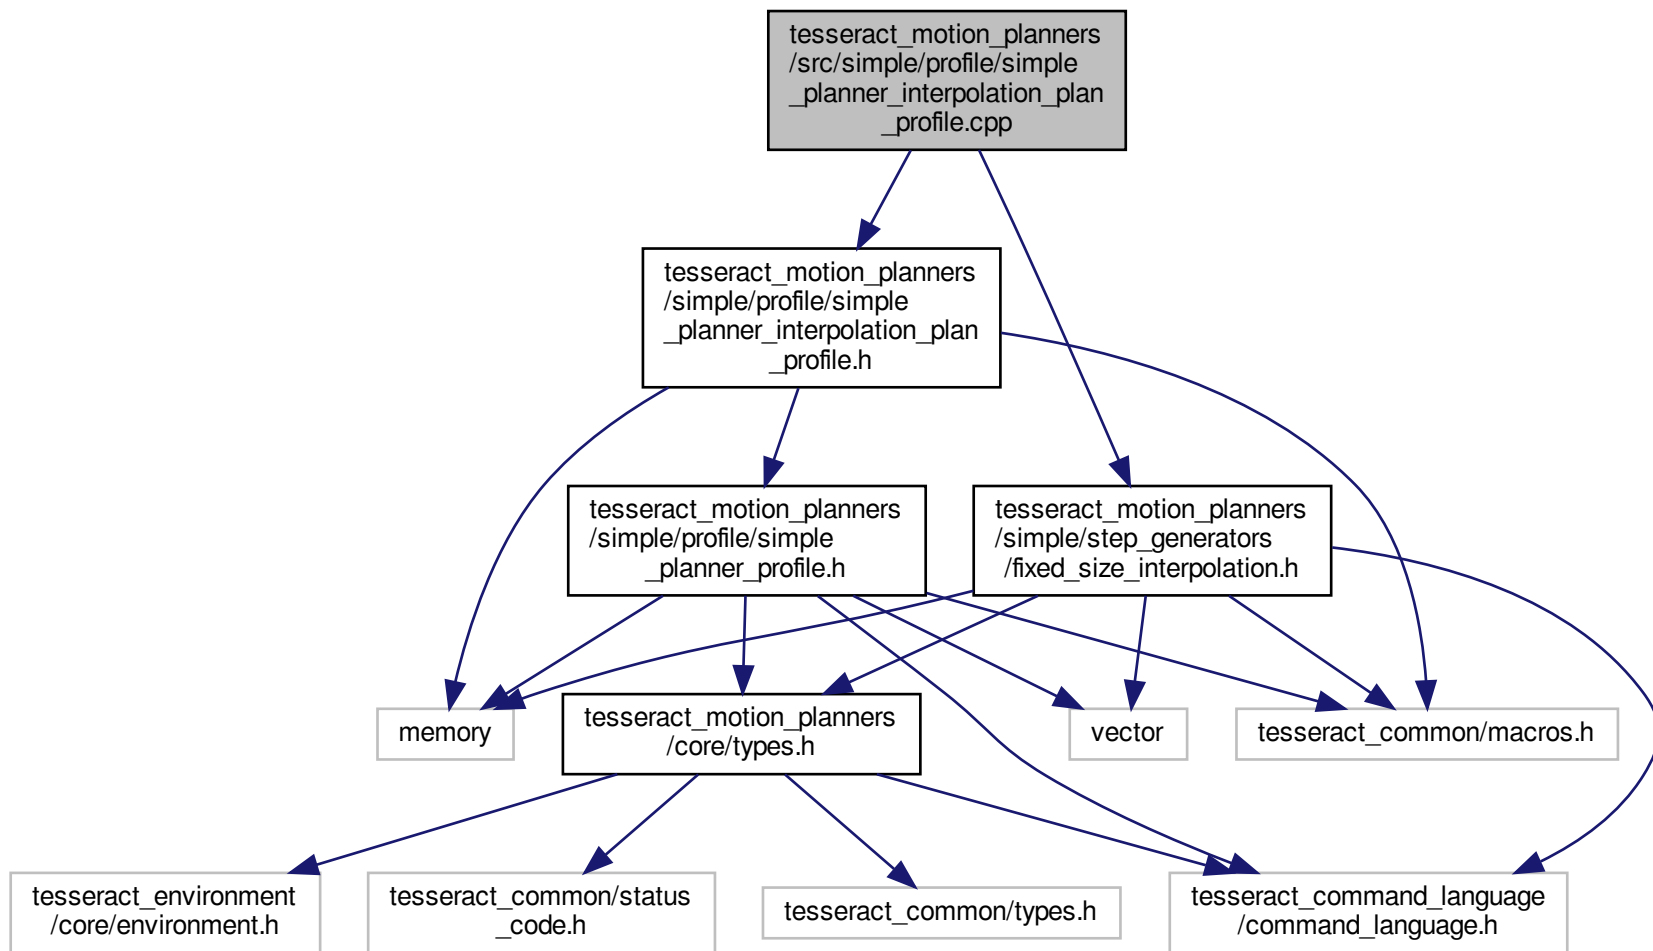 tesseract_motion_planners
/src/simple/profile/simple
_planner_interpolation_plan
_profile.cpp
tesseract_motion_planners
/simple/profile/simple
_planner_interpolation_plan
_profile.h
tesseract_motion_planners
/simple/profile/simple
_planner_profile.h
tesseract_motion_planners
/simple/step_generators
/fixed_size_interpolation.h
memory
tesseract_motion_planners
/core/types.h
vector
tesseract_common/macros.h
tesseract_environment
/core/environment.h
tesseract_common/status
_code.h
tesseract_common/types.h
tesseract_command_language
/command_language.h